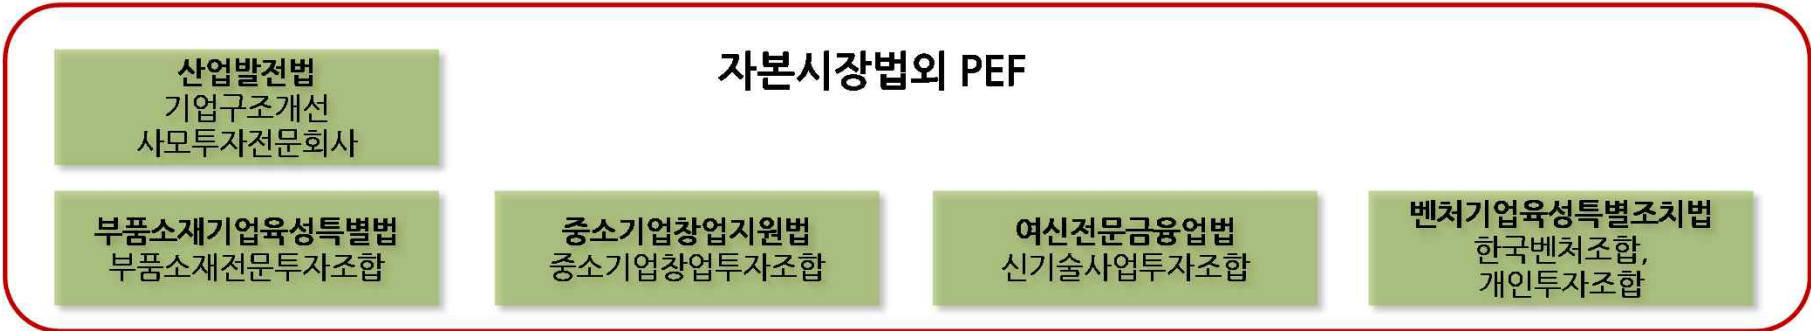 자본시장법외 PEF
산업발전법
기업구조개선
사모투자전문회사
부품소재기업육성특별법
부품소재전문투자조합
중소기업창업지원법
중소기업창업투자조합
여신전문금융업법
신기술사업투자조합
벤처기업육성특별조치법
한국벤처조합,
개인투자조합